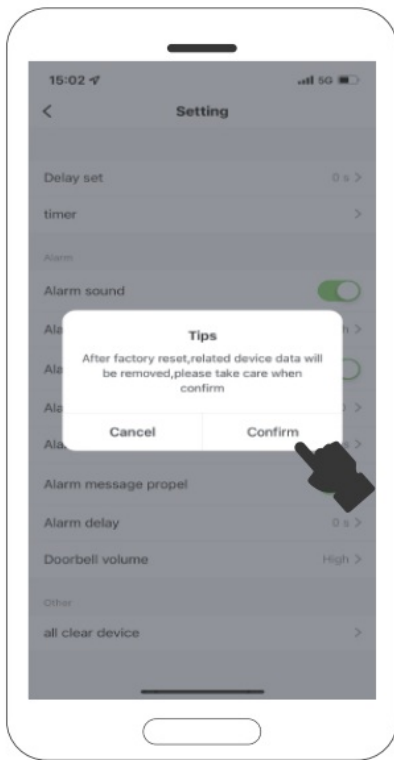 15:02 5G
Setting
Delay set 0 s
timer
Alarm
Alarm sound
Tips
After factory reset,related device data will
be removed,please take care when
confirm
Cancel Confirm
Alarm message propel
Alarm delay 0 s
Doorbell volume High
Other
all clear device